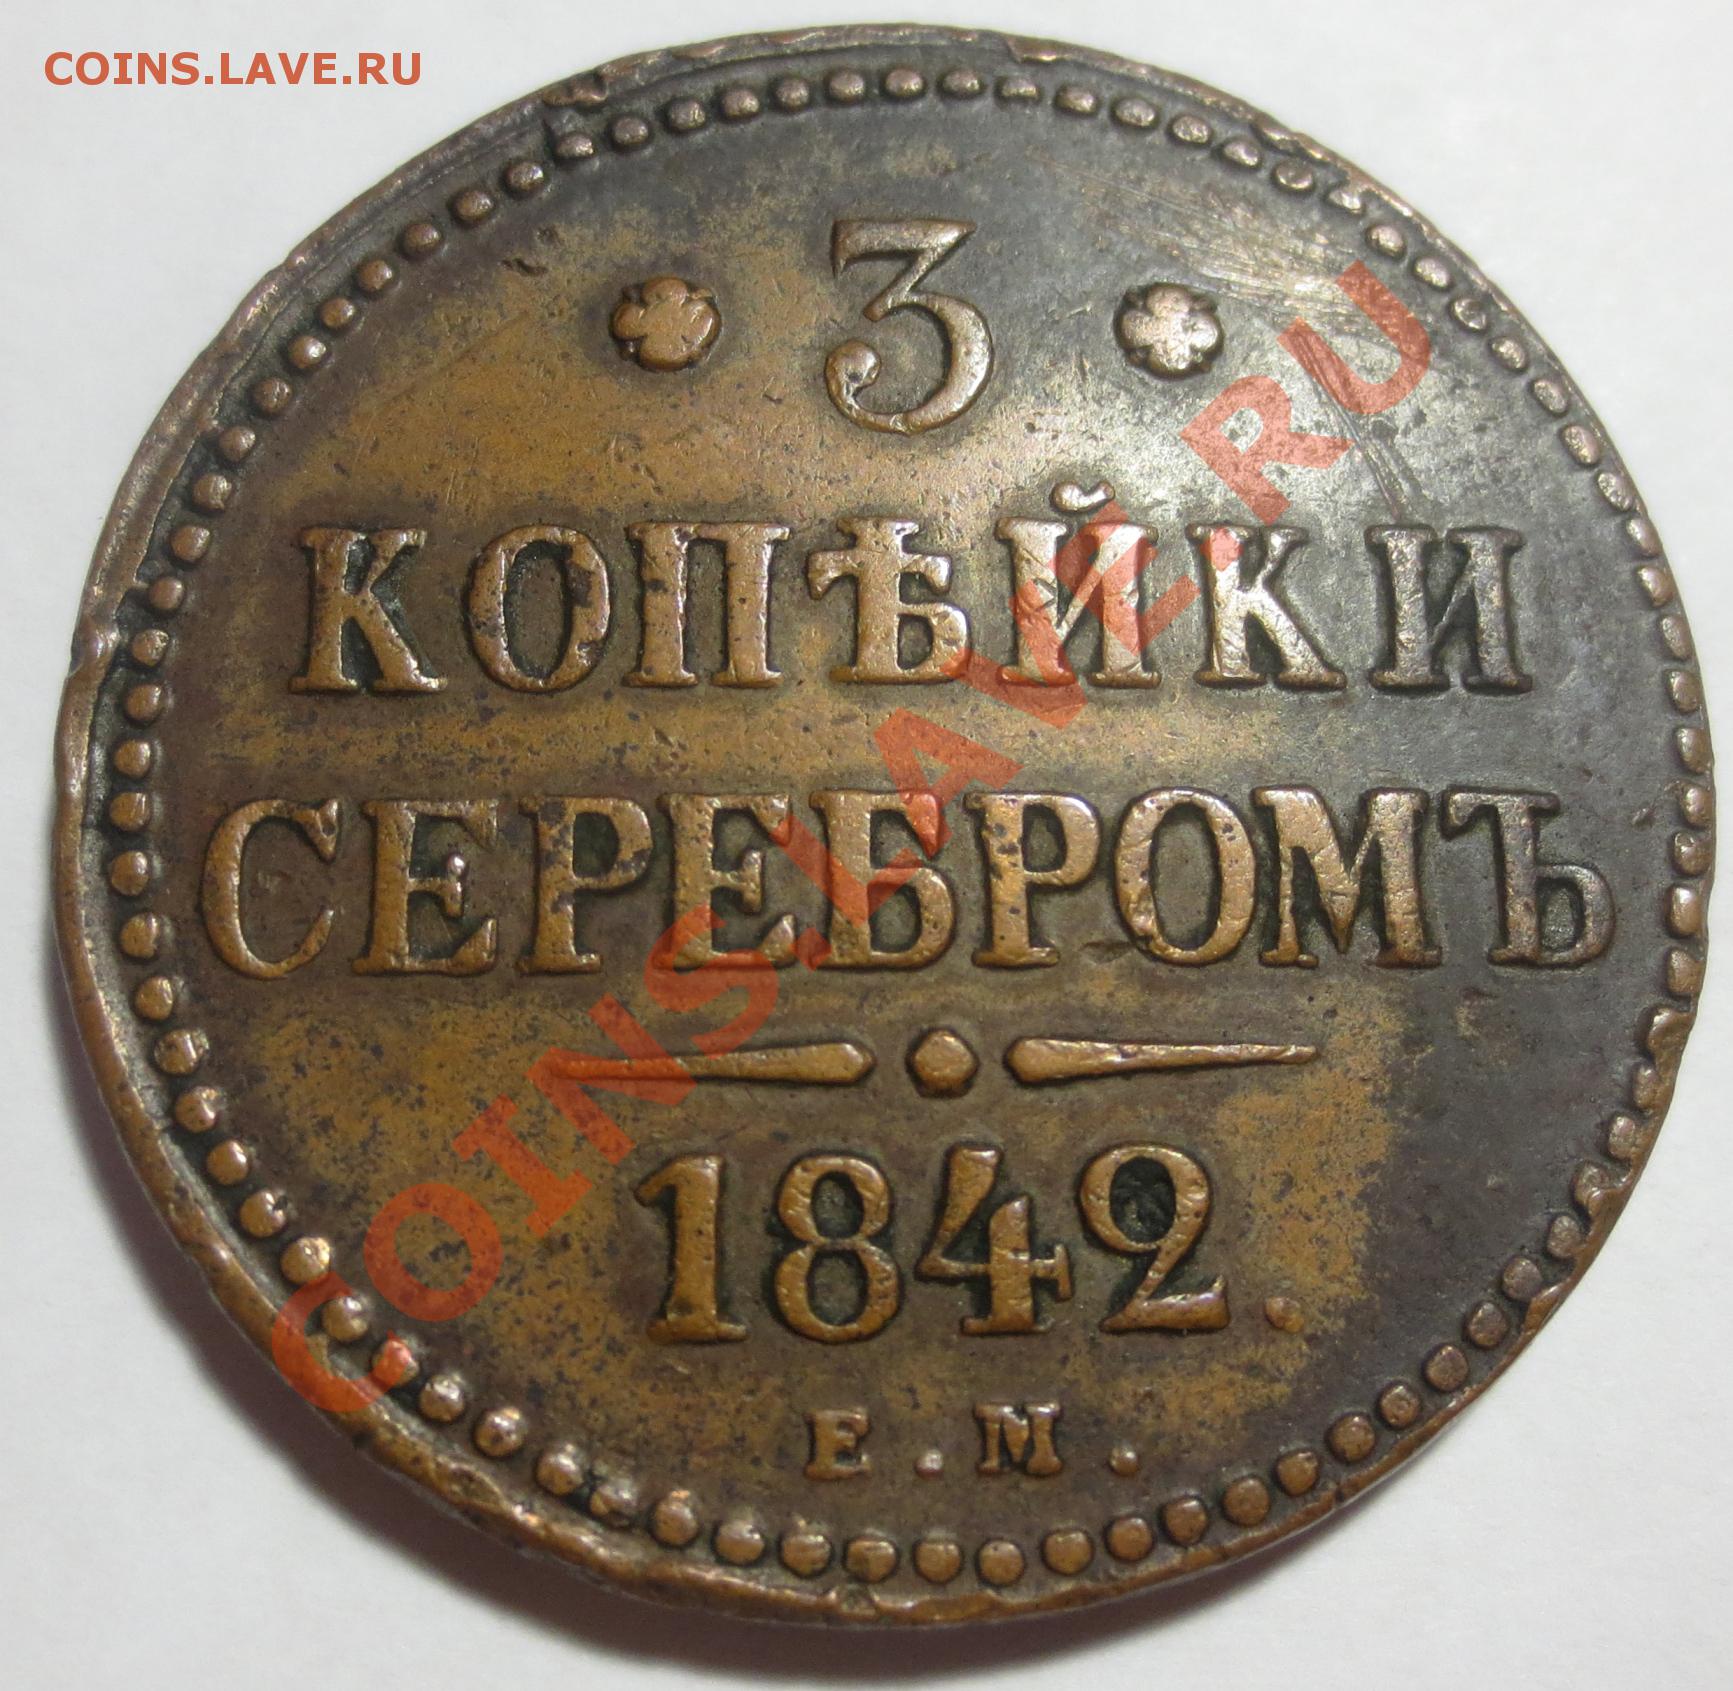 COINS.LAVE.RU
3
КОПѢЙКИ
СЕРЕБРОМЪ
1842.
Е.М.
COINS.LAVE.RU